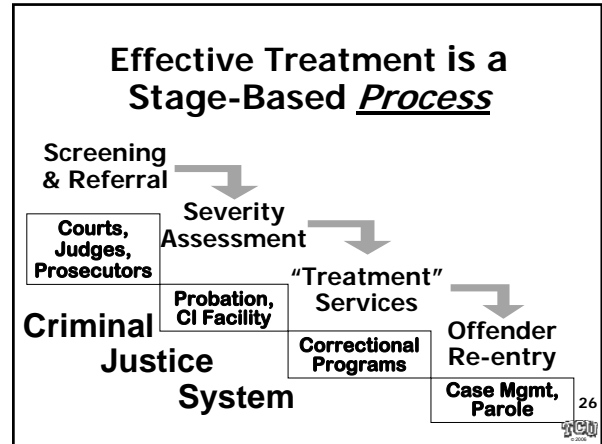 Effective Treatment is a
Stage-Based Process
Screening
& Referral
Courts,
Judges,
Prosecutors
Severity
Assessment
Probation,
CI Facility
“Treatment”
Services
Correctional
Programs
Offender
Re-entry
Case Mgmt,
Parole
Criminal
Justice
System
26
TCU
© 2006